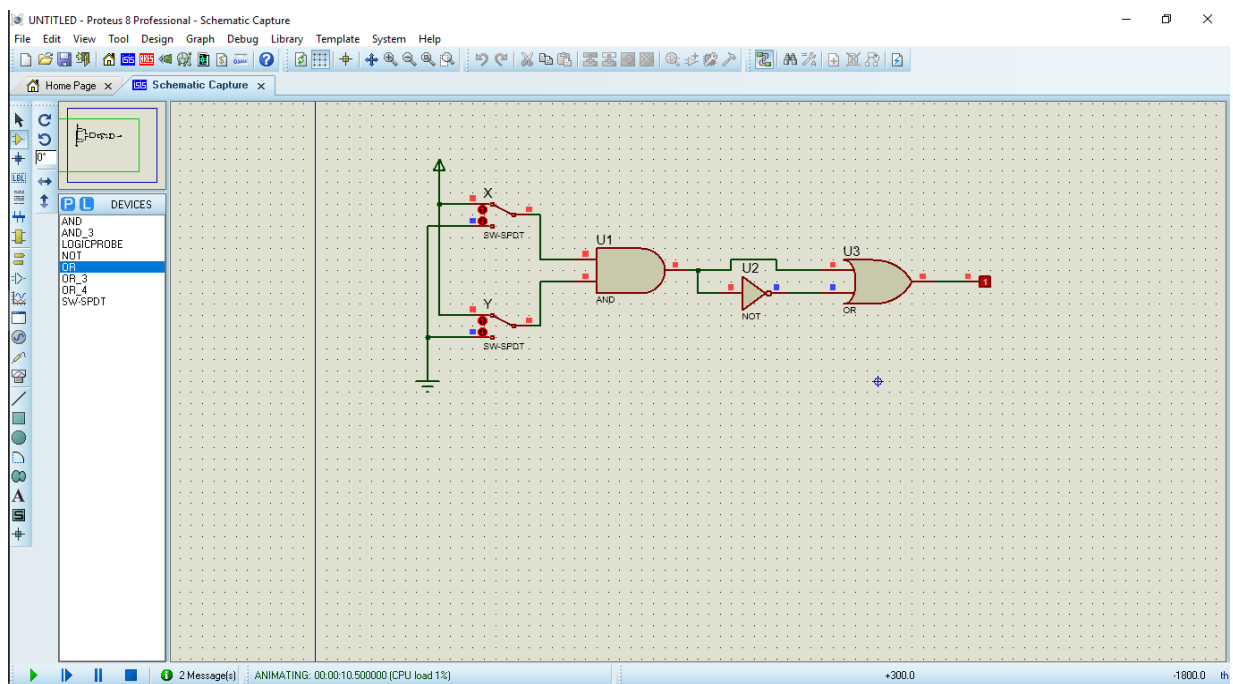 UNTITLED - Proteus 8 Professional - Schematic Capture
File Edit View Tool Design Graph Debug Library Template System Help
Home Page
Schematic Capture
0°
LBL
P L DEVICES
AND
AND_3
LOGICPROBE
NOT
OR
OR_3
OR_4
SW-SPDT
X
SW-SPDT
Y
SW-SPDT
U1
AND
U2
NOT
U3
OR
1
A
S
2 Message(s)
ANIMATING: 00:00:10.500000 (CPU load 1%)
+300.0
-1800.0
th